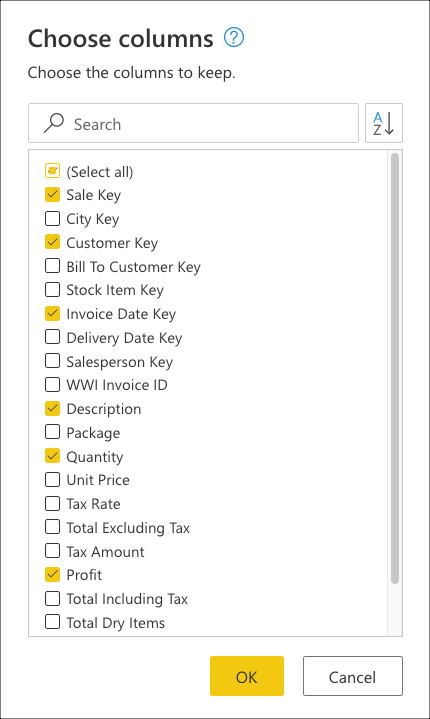 Choose columns ?
Choose the columns to keep.
Search
A
Z
(Select all)
Sale Key
City Key
Customer Key
Bill To Customer Key
Stock Item Key
Invoice Date Key
Delivery Date Key
Salesperson Key
WWI Invoice ID
Description
Package
Quantity
Unit Price
Tax Rate
Total Excluding Tax
Tax Amount
Profit
Total Including Tax
Total Dry Items
OK Cancel